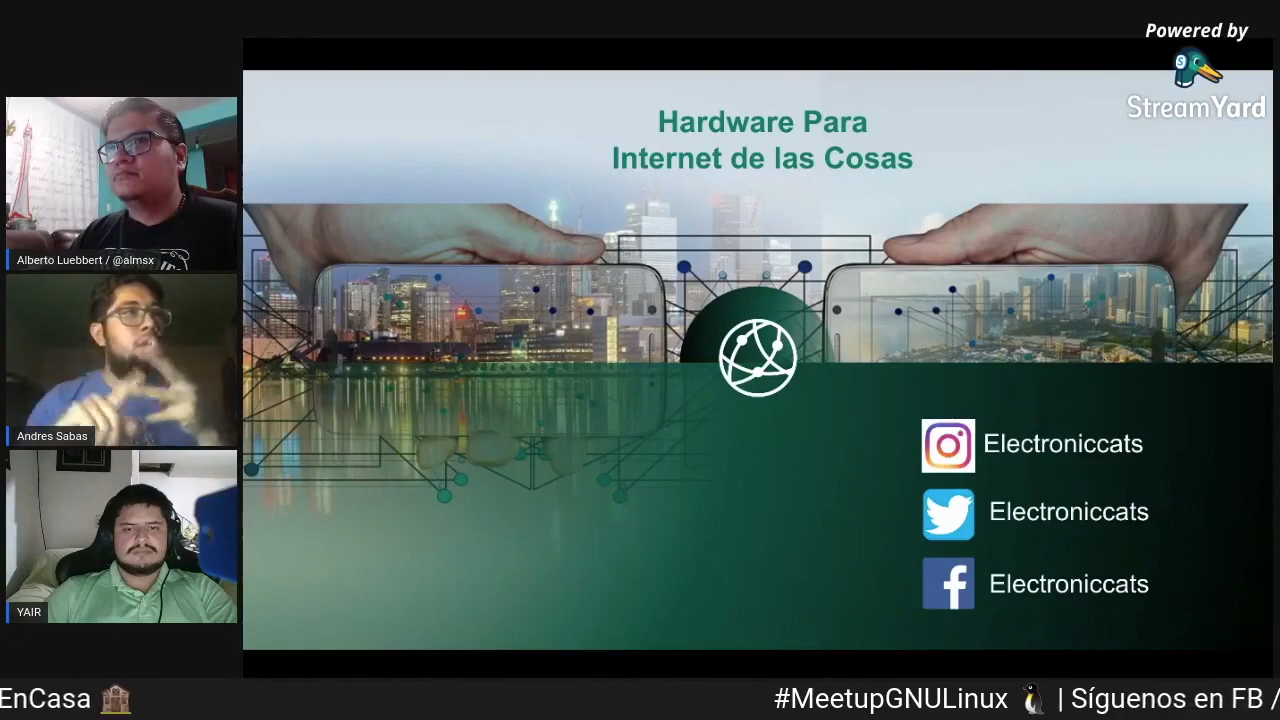 Powered by
StreamYard
Hardware Para
Internet de las Cosas
Alberto Luebbert / @almsx
Andres Sabas
YAIR
Electroniccats
Electroniccats
Electroniccats
EnCasa
#MeetupGNULinux | Síguenos en FB /